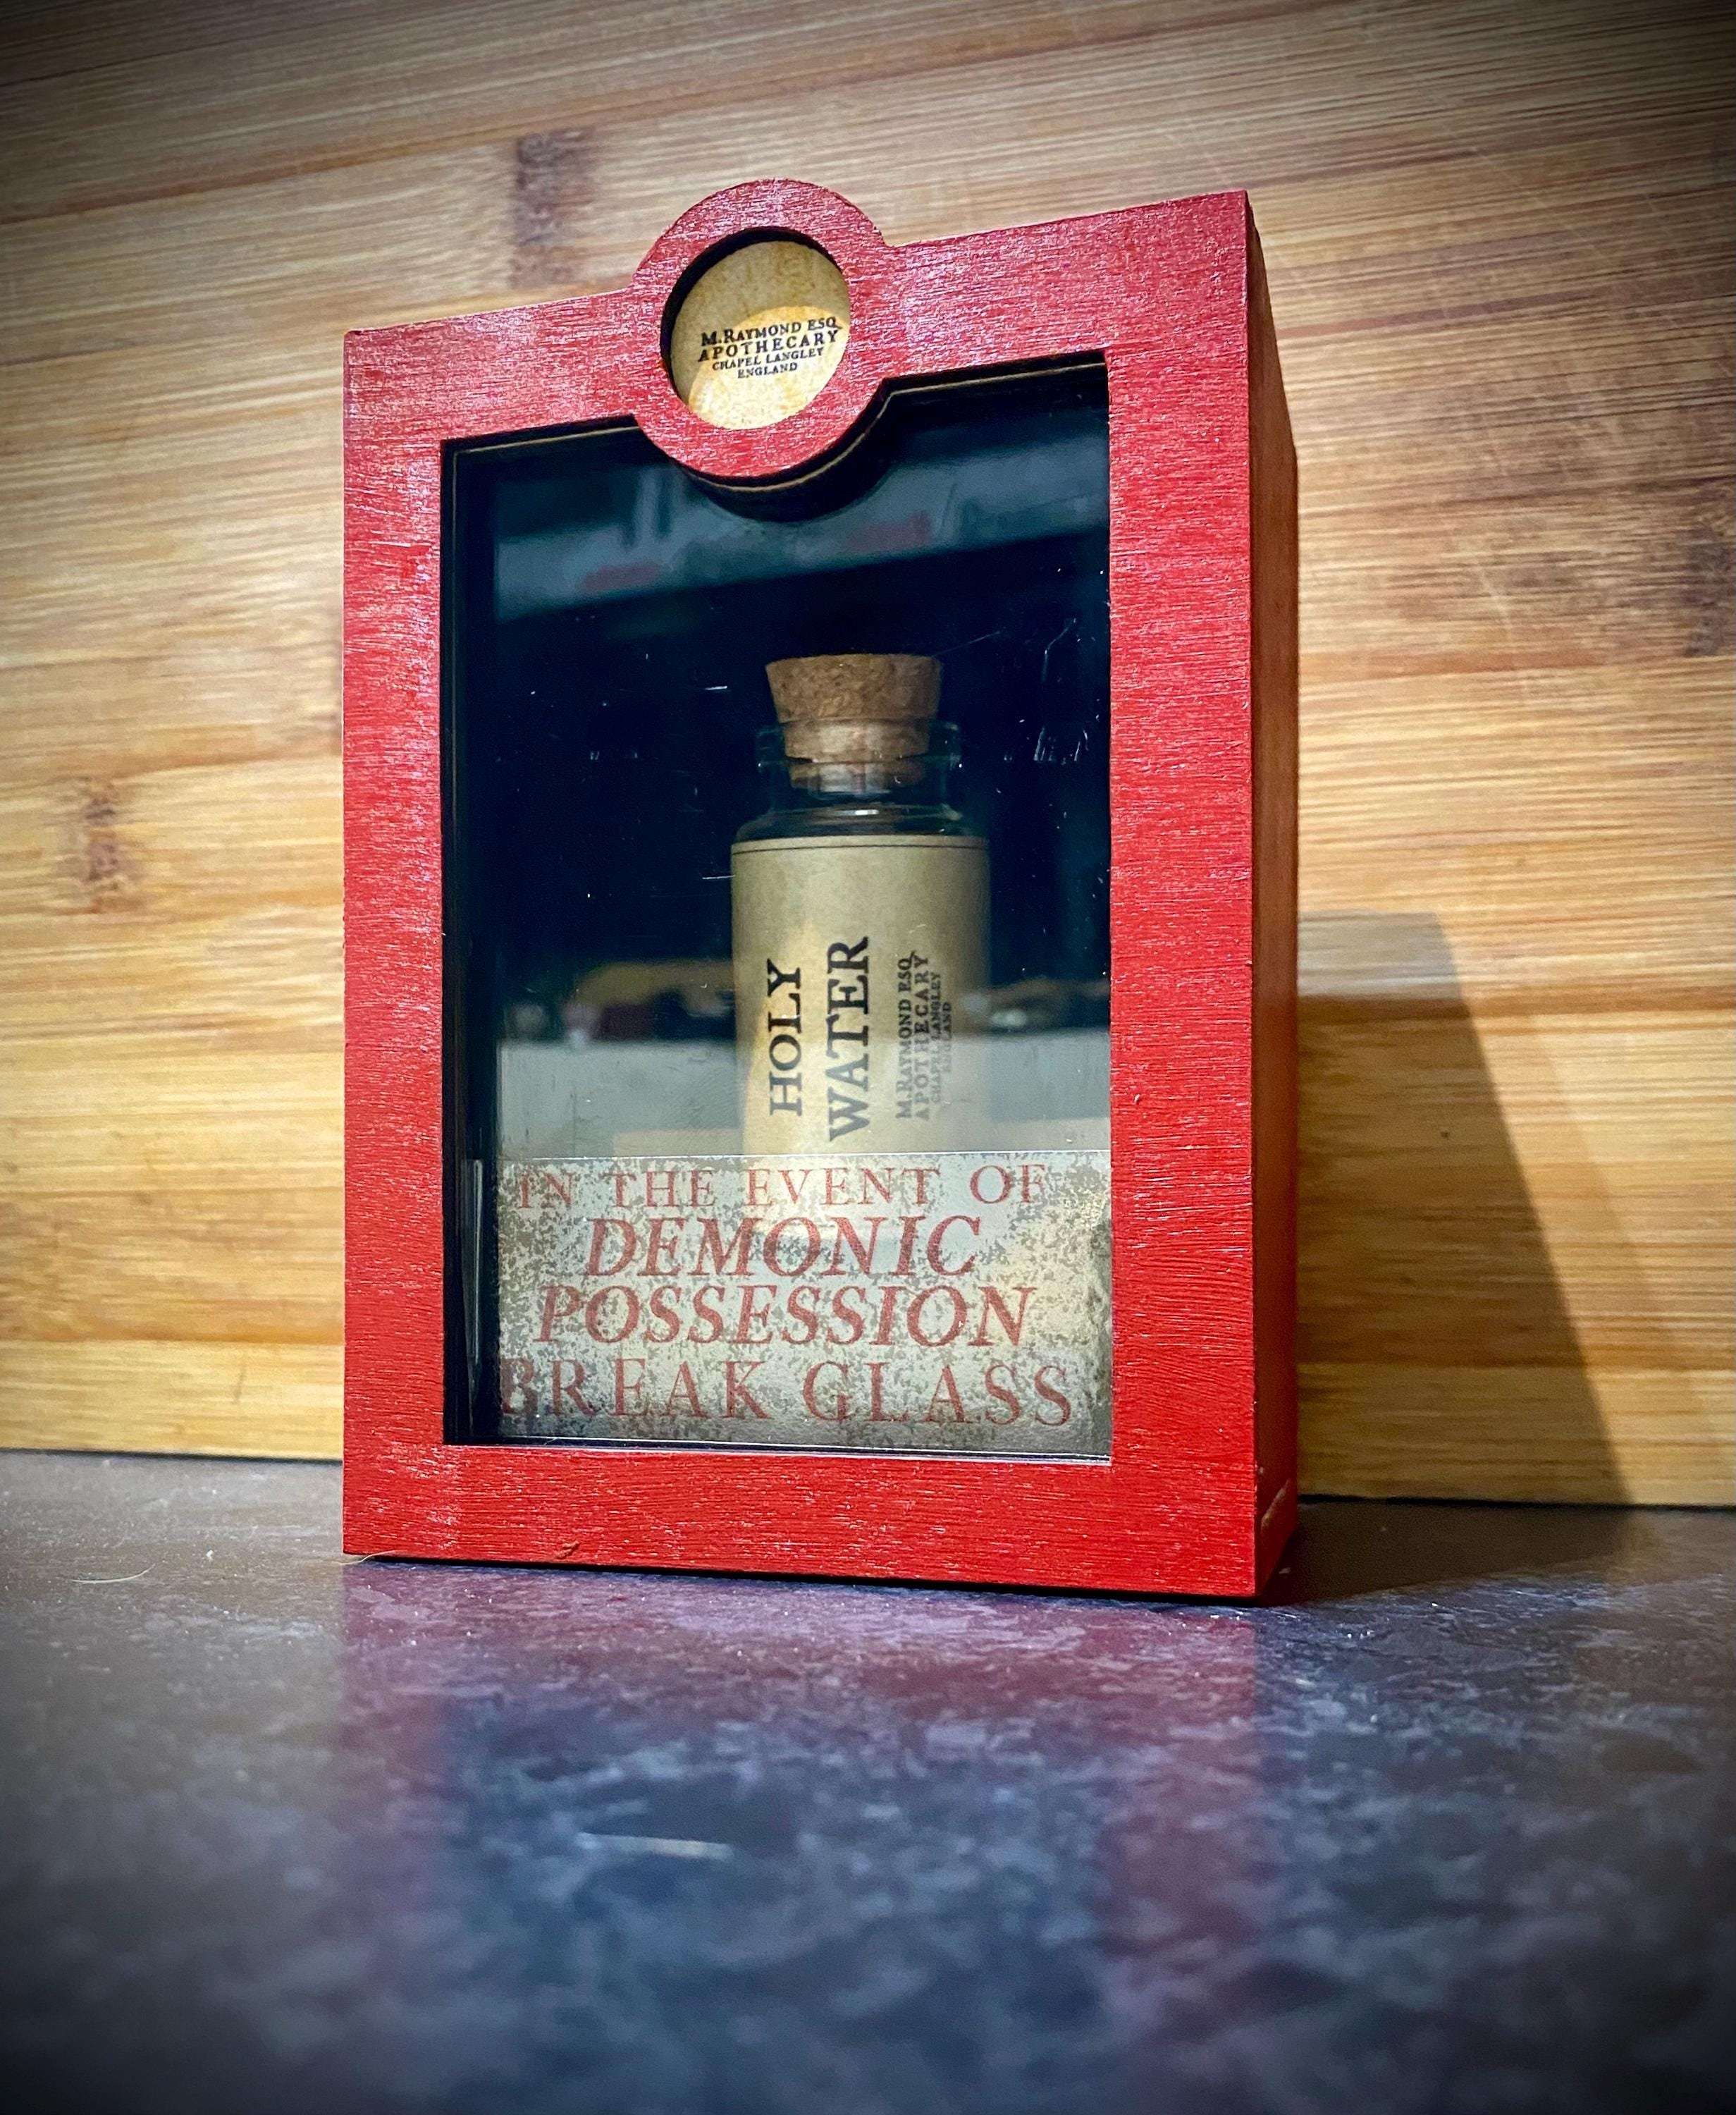 M.RAYMOND ESQ
APOTHECARY
CHAPEL LANGLEY
ENGLAND
HOLY
WATER
M.RAYMOND ESQ
APOTHECARY
CHAPEL LANGLEY
ENGLAND
IN THE EVENT OF
DEMONIC
POSSESSION
BREAK GLASS